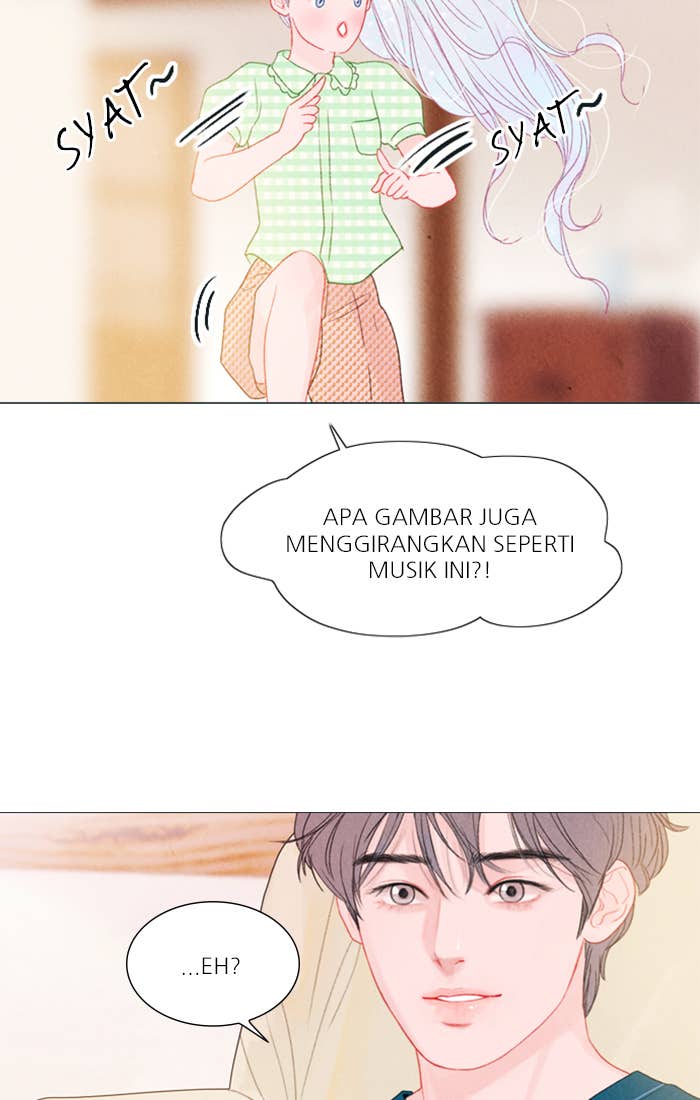 SYAT~
SYAT~
APA GAMBAR JUGA
MENGGIRANGKAN SEPERTI
MUSIK INI?!
...EH?